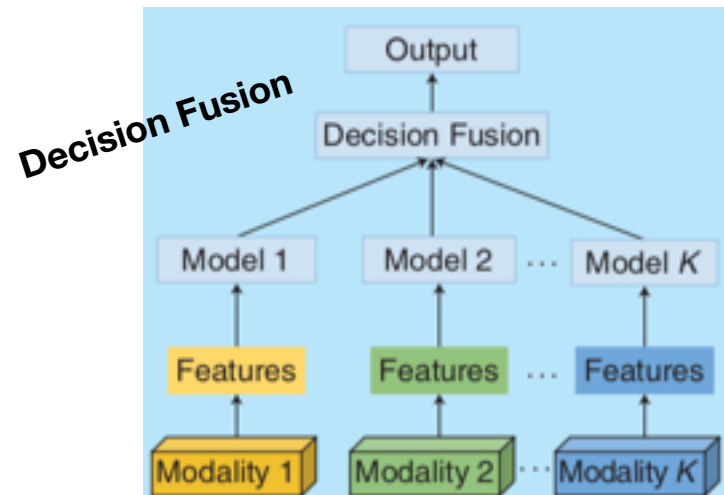 Decision Fusion
Output
Decision Fusion
Model 1 Model 2 ··· Model K
Features Features ··· Features
Modality 1 Modality 2 ··· Modality K